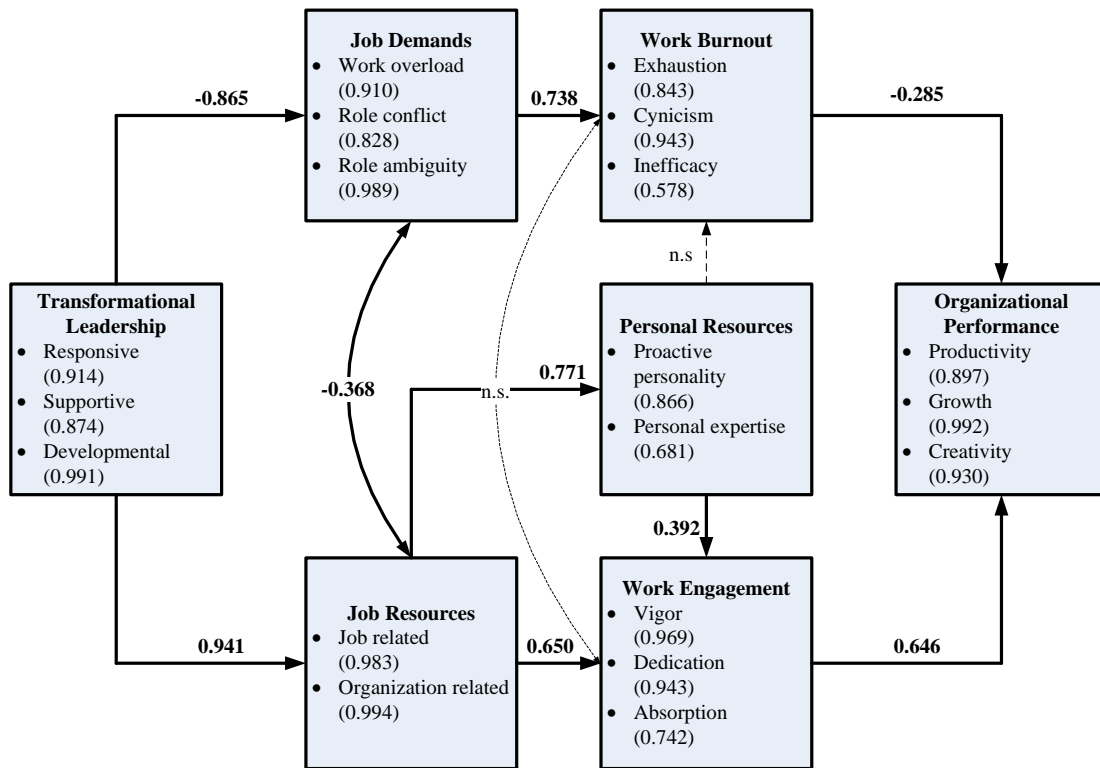 Job Demands
• Work overload
(0.910)
• Role conflict
(0.828)
• Role ambiguity
(0.989)
Work Burnout
• Exhaustion
(0.843)
• Cynicism
(0.943)
• Inefficacy
(0.578)
-0.865
0.738
-0.285
n.s
Transformational
Leadership
• Responsive
(0.914)
• Supportive
(0.874)
• Developmental
(0.991)
-0.368
n.s.
0.771
Personal Resources
• Proactive
personality
(0.866)
• Personal expertise
(0.681)
Organizational
Performance
• Productivity
(0.897)
• Growth
(0.992)
• Creativity
(0.930)
0.392
0.941
Job Resources
• Job related
(0.983)
• Organization related
(0.994)
0.650
Work Engagement
• Vigor
(0.969)
• Dedication
(0.943)
• Absorption
(0.742)
0.646